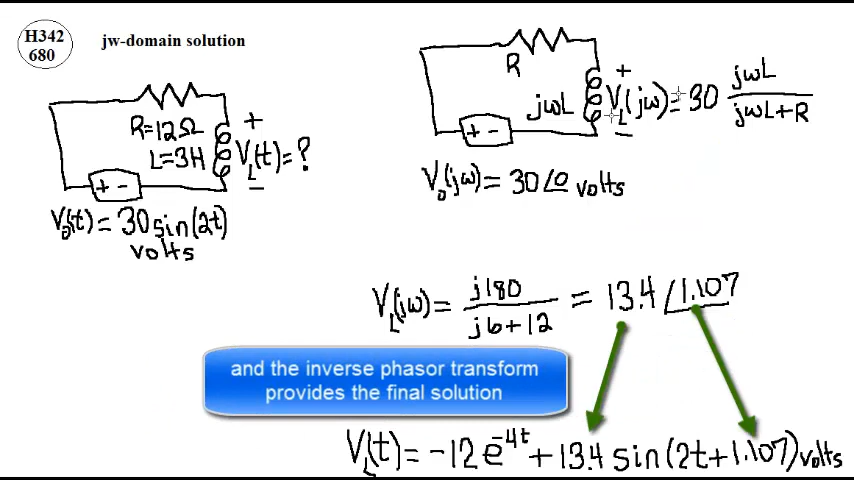 H342
680
jw-domain solution
R=12Ω
L=3H
+
V_L(t)=?
−
+ -
V₀(t)=30 sin(2t)
volts
R
jωL
+
V_L(jω)=30 jωL / (jωL+R)
−
+ -
V₀(jω)=30∠0 volts
V_L(jω)= j180 / (j6+12) = 13.4 ∠1.107
and the inverse phasor transform
provides the final solution
V_L(t)=-12e^{-4t}+13.4 sin(2t+1.107) volts